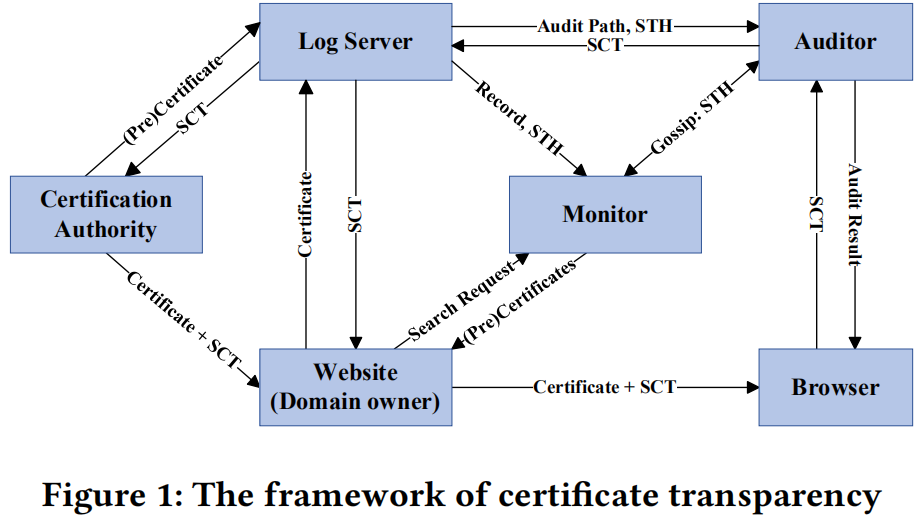 Log Server
Audit Path, STH
SCT
Auditor
(Pre)Certificate
SCT
Record, STH
Gossip: STH
Certification
Authority
Certificate
SCT
Monitor
SCT
Audit Result
Certificate + SCT
Search Request
(Pre)Certificates
Website
(Domain owner)
Certificate + SCT
Browser
Figure 1: The framework of certificate transparency